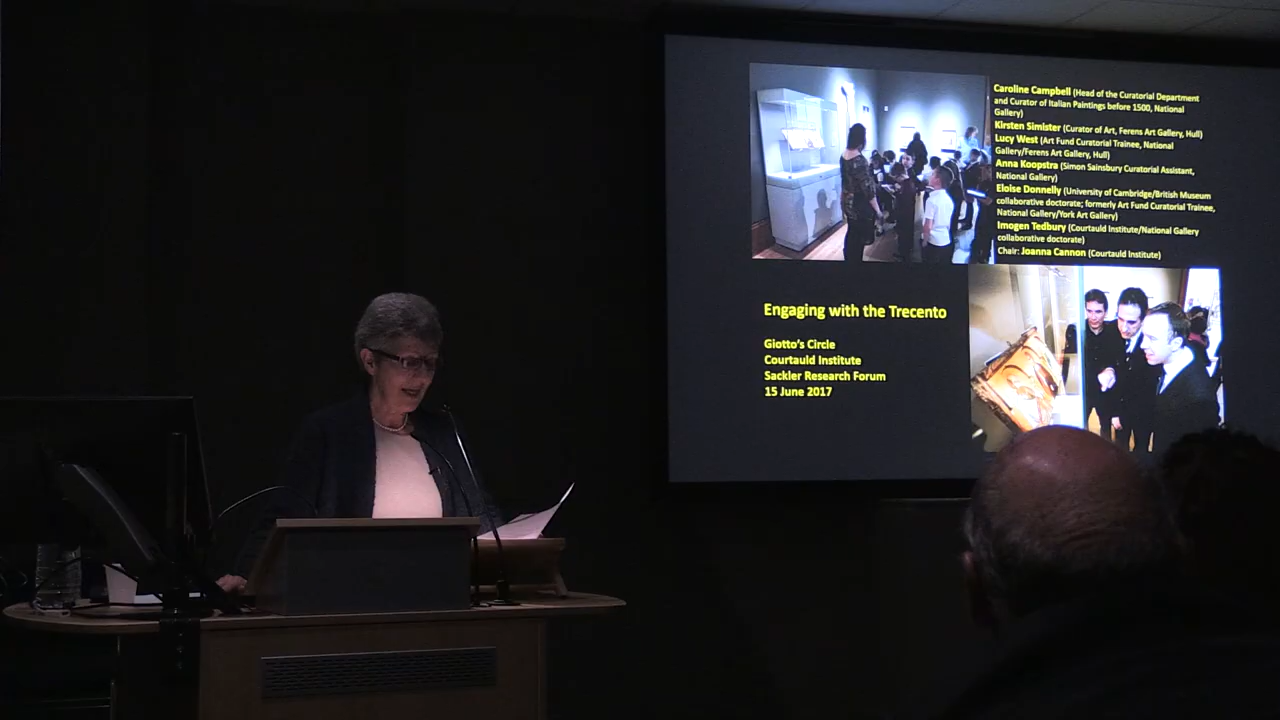 Caroline Campbell (Head of the Curatorial Department
and Curator of Italian Paintings before 1500, National
Gallery)
Kirsten Simister (Curator of Art, Ferens Art Gallery, Hull)
Lucy West (Art Fund Curatorial Trainee, National
Gallery/Ferens Art Gallery, Hull)
Anna Koopstra (Simon Sainsbury Curatorial Assistant,
National Gallery)
Eloise Donnelly (University of Cambridge/British Museum
collaborative doctorate; formerly Art Fund Curatorial Trainee,
National Gallery/York Art Gallery)
Imogen Tedbury (Courtauld Institute/National Gallery
collaborative doctorate)
Chair: Joanna Cannon (Courtauld Institute)
Engaging with the Trecento
Giotto's Circle
Courtauld Institute
Sackler Research Forum
15 June 2017